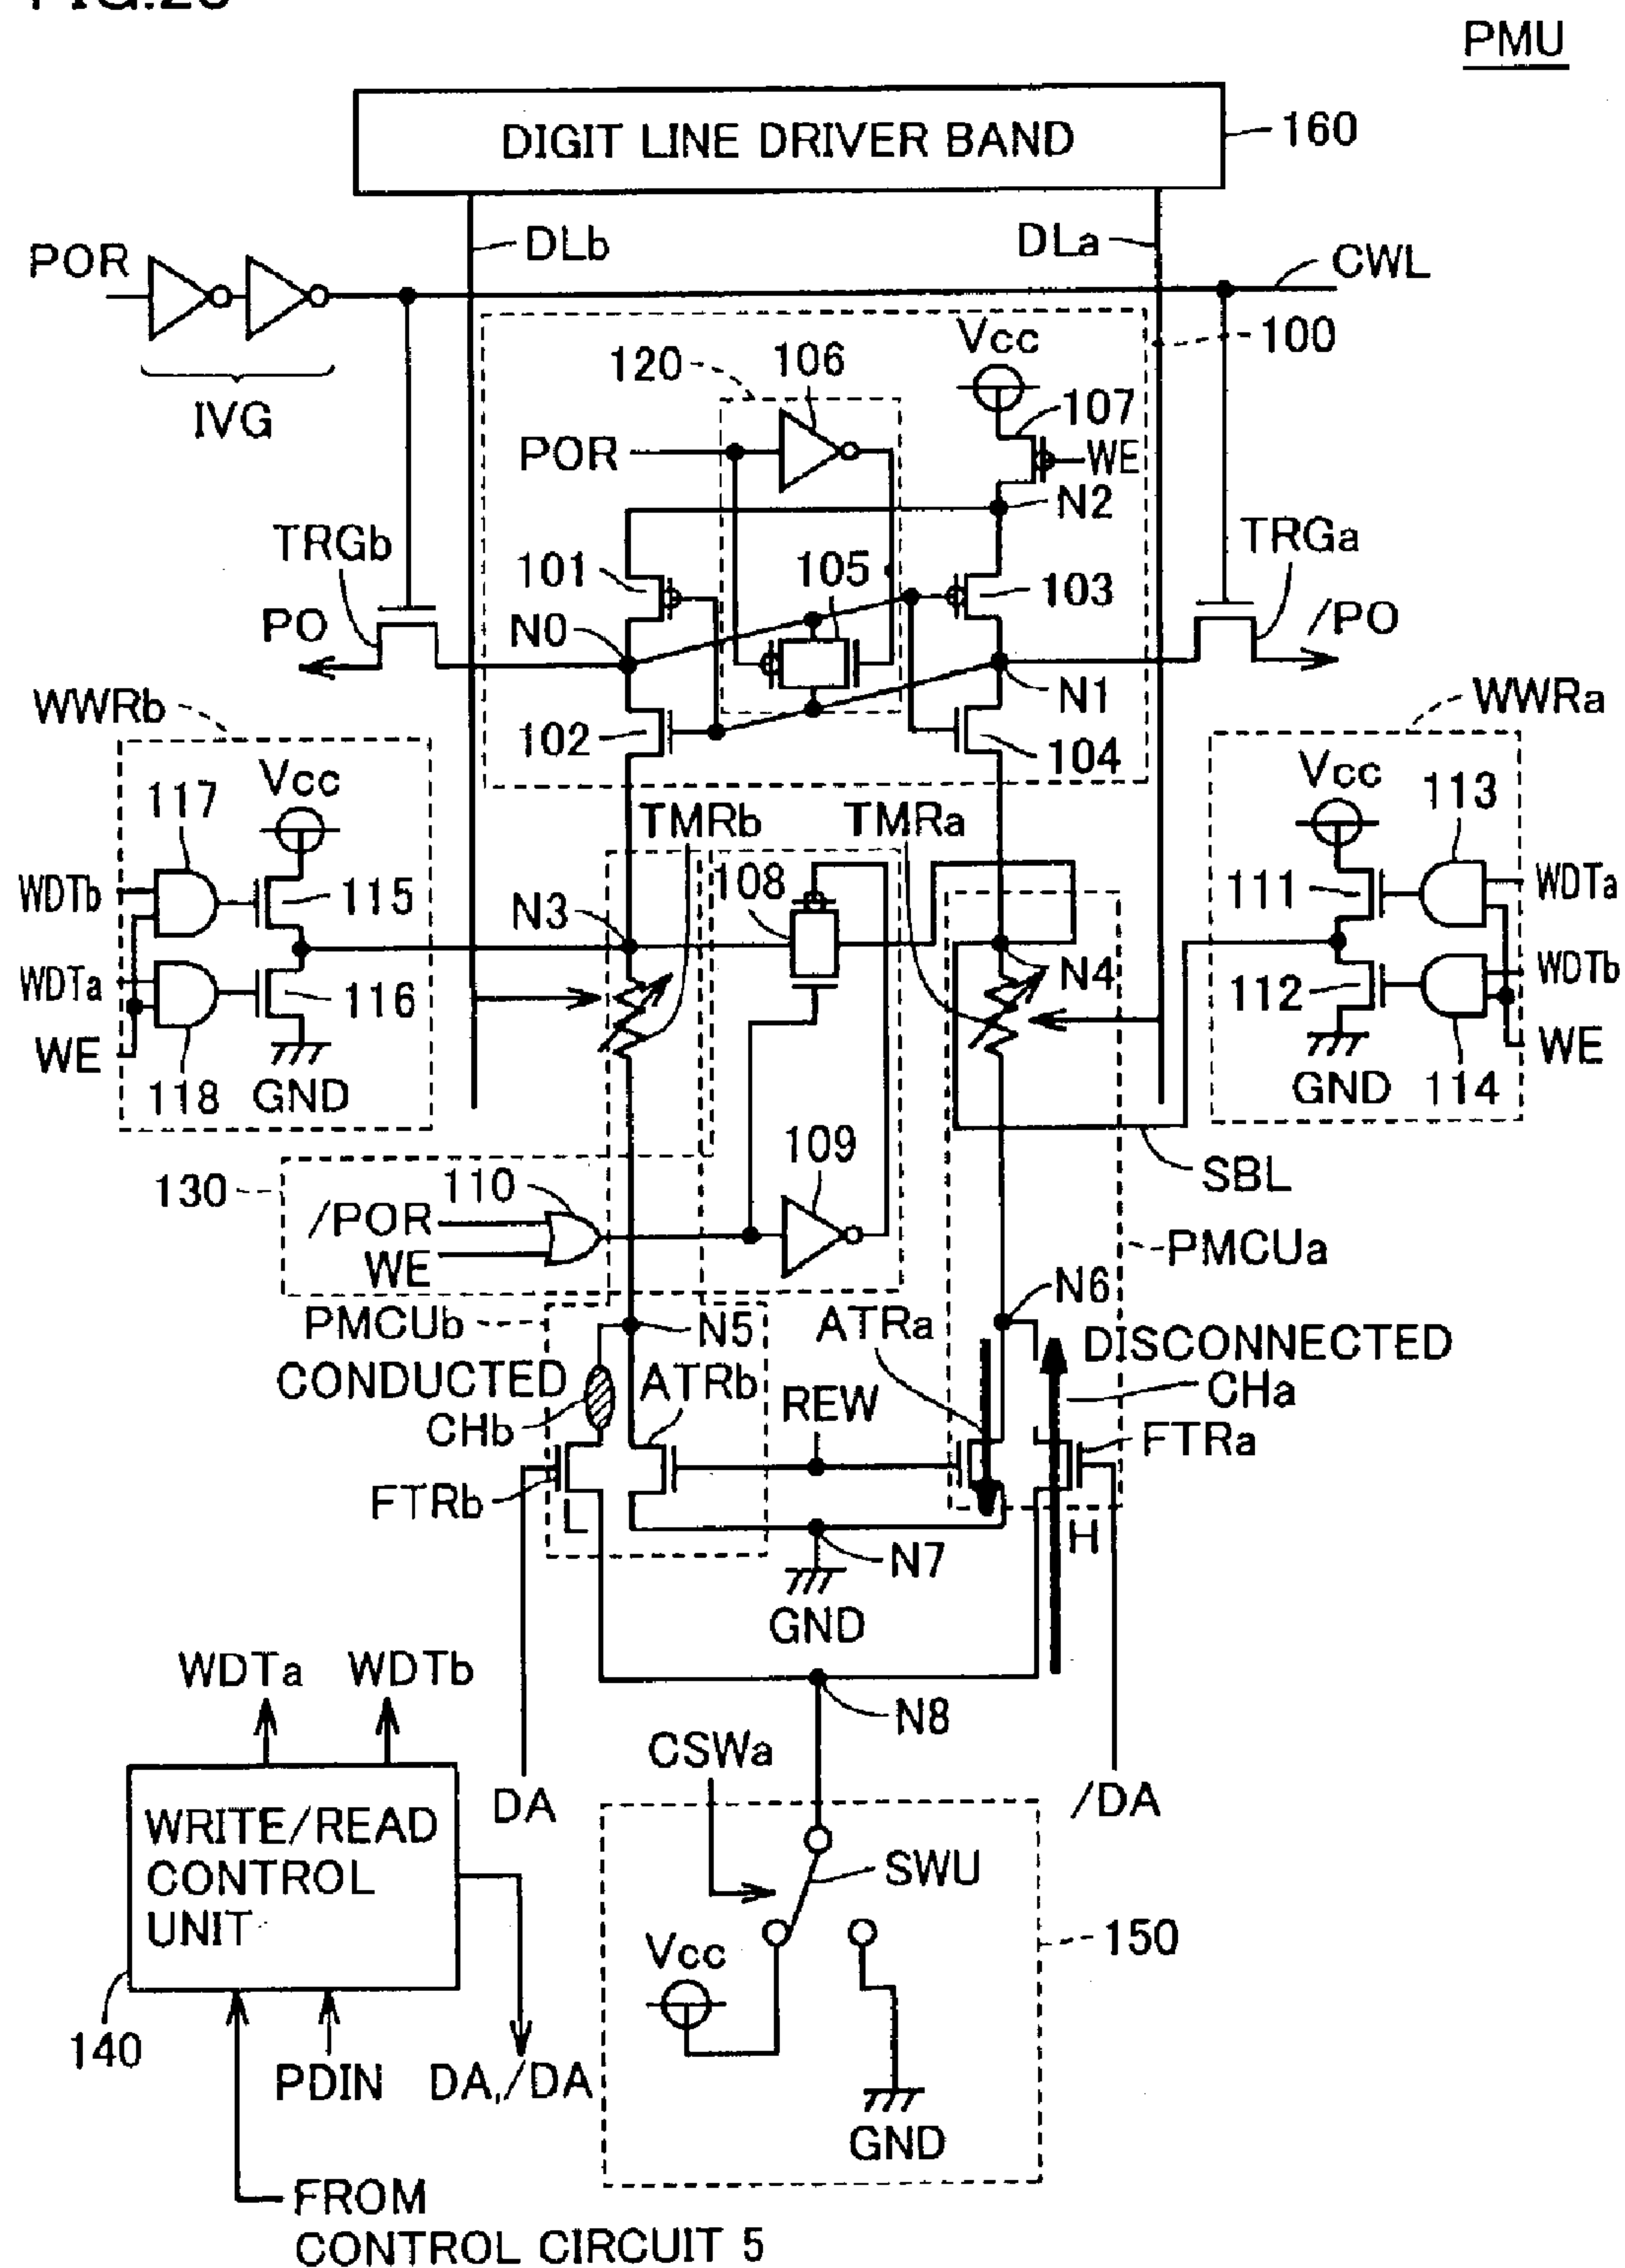 PMU
DIGIT LINE DRIVER BAND
160
DLb
DLa
POR
CWL
IVG
Vcc
100
120
106
107
POR
WE
N2
TRGb
TRGa
101
105
103
PO
N0
/PO
N1
WWRb
WWRa
102
104
Vcc
Vcc
117
113
TMRb
TMRa
108
WDTb
115
111
WDTa
N3
N4
WDTa
116
112
WDTb
WE
WE
118
GND
GND
114
109
SBL
130
110
/POR
WE
PMCUa
N6
PMCUb
N5
ATRa
DISCONNECTED
CONDUCTED
ATRb
CHa
CHb
REW
FTRa
FTRb
L
H
N7
GND
WDTa
WDTb
N8
CSWa
DA
/DA
WRITE/READ
CONTROL
UNIT
SWU
150
Vcc
140
PDIN
DA,/DA
GND
FROM
CONTROL CIRCUIT 5